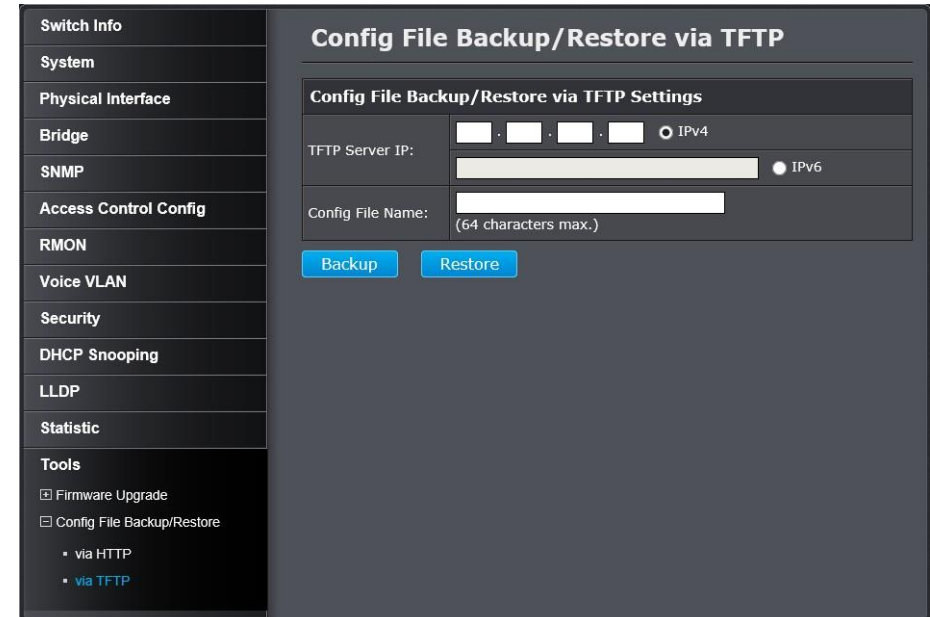 Switch Info
System
Physical Interface
Bridge
SNMP
Access Control Config
RMON
Voice VLAN
Security
DHCP Snooping
LLDP
Statistic
Tools
Firmware Upgrade
Config File Backup/Restore
via HTTP
via TFTP
Config File Backup/Restore via TFTP
Config File Backup/Restore via TFTP Settings
TFTP Server IP:
. . . IPv4
IPv6
Config File Name:
(64 characters max.)
Backup Restore